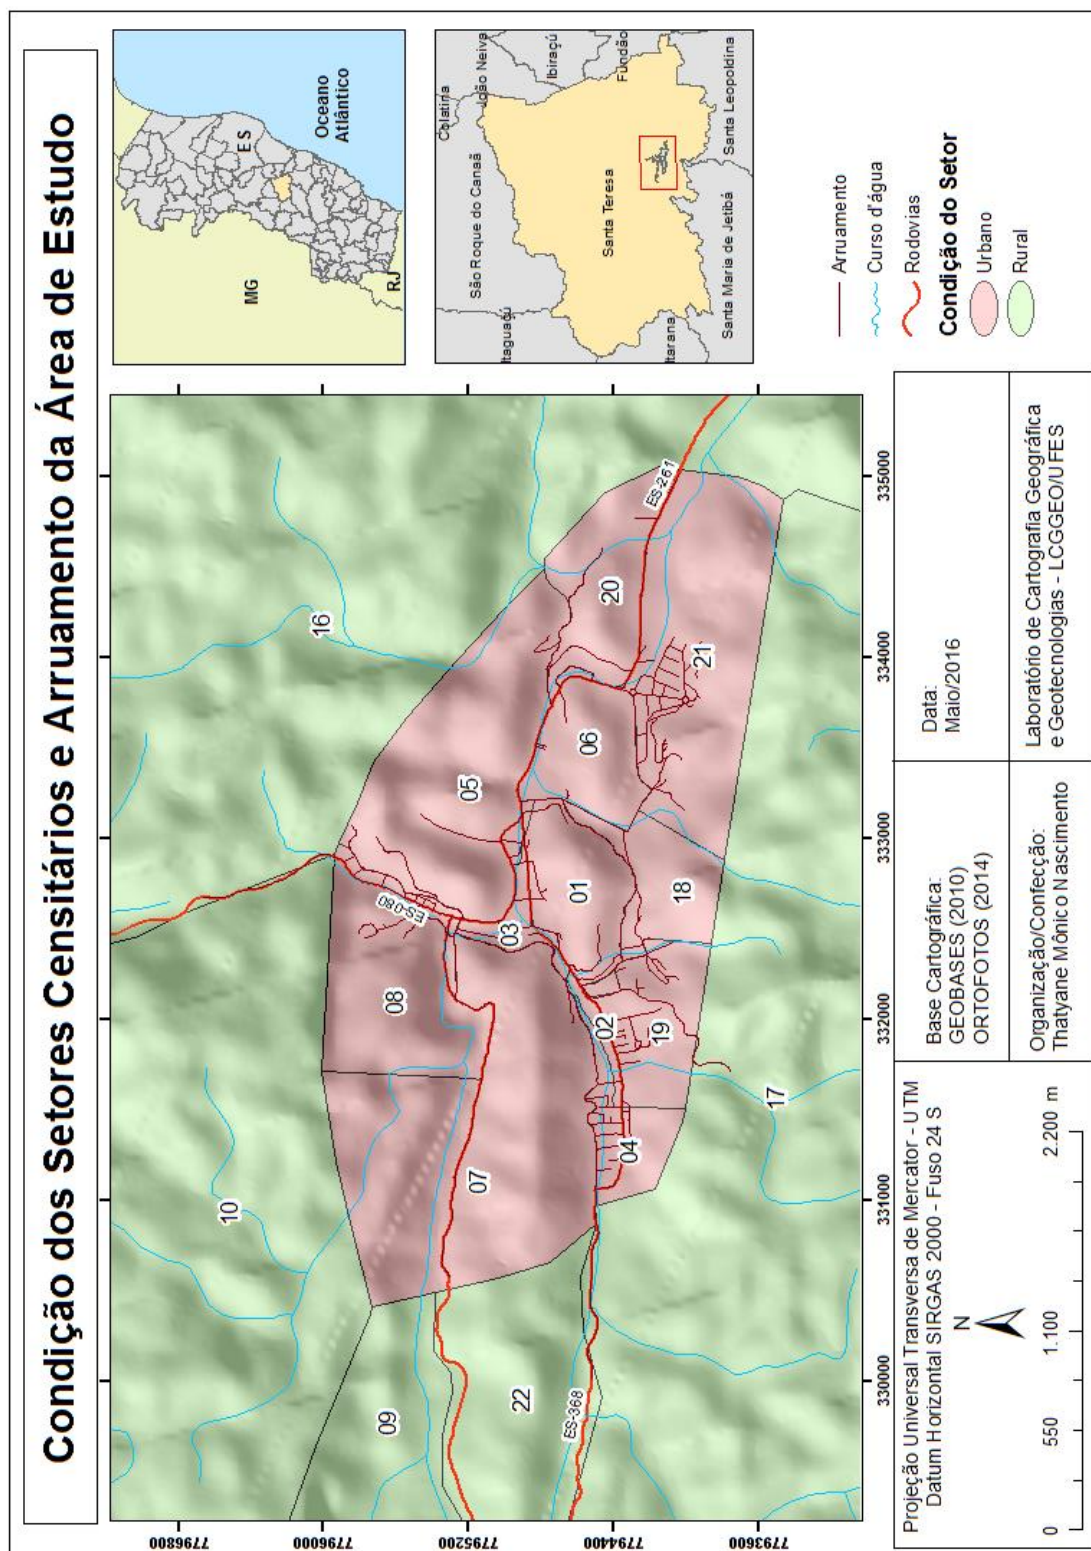 Condição dos Setores Censitários e Arruamento da Área de Estudo
7796800
7796000
7795200
7794400
7793600
330000
331000
332000
333000
334000
335000
10
16
09
08
05
07
22
03
01
06
20
02
04
19
18
21
17
ES-080
ES-261
ES-368
MG
ES
RJ
Oceano
Atlântico
Colatina
João Neiva
Ibiraçú
Fundão
São Roque do Canaã
Itaguaçú
Santa Teresa
Itarana
Santa Maria de Jetibá
Santa Leopoldina
Arruamento
Curso d'água
Rodovias
Condição do Setor
Urbano
Rural
Projeção Universal Transversa de Mercator - UTM
Datum Horizontal SIRGAS 2000 - Fuso 24 S
N
0 550 1.100 2.200 m
Base Cartográfica:
GEOBASES (2010)
ORTOFOTOS (2014)
Data:
Maio/2016
Organização/Confecção:
Thatyane Mônico Nascimento
Laboratório de Cartografia Geográfica
e Geotecnologias - LCGGEO/UFES